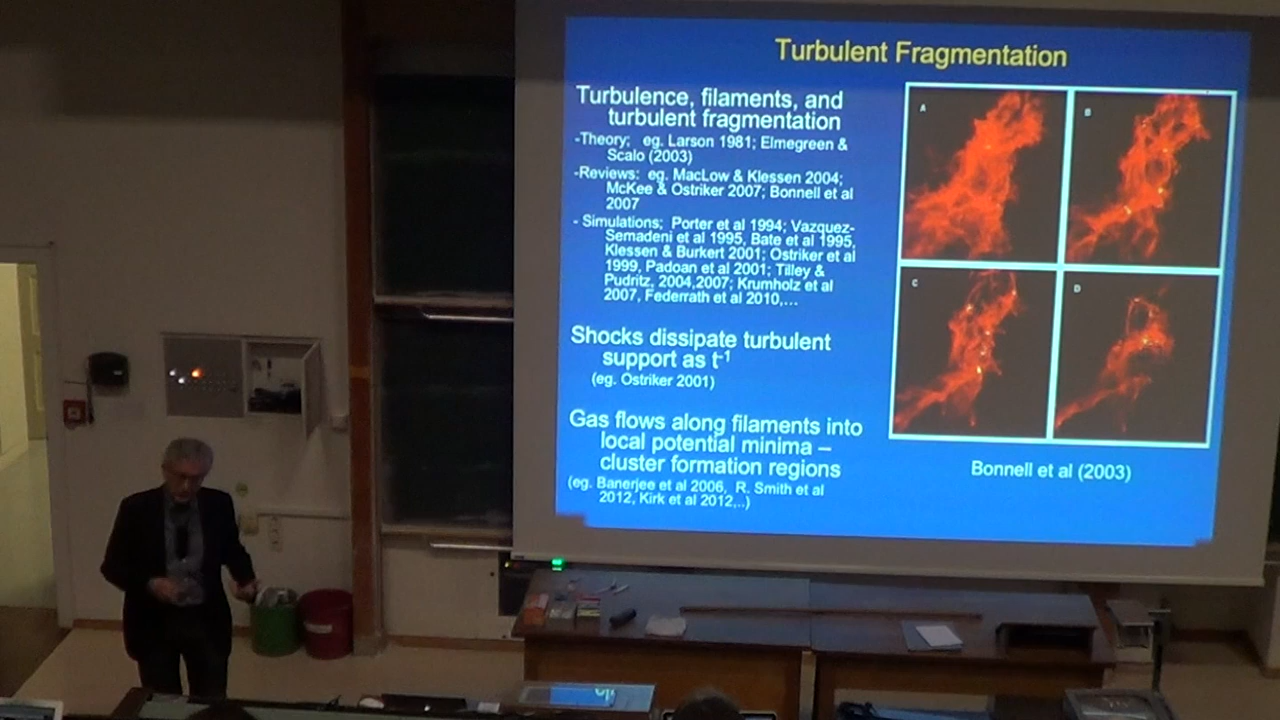 Turbulent Fragmentation
Turbulence, filaments, and
turbulent fragmentation
-Theory; eg. Larson 1981; Elmegreen &
Scalo (2003)
-Reviews: eg. MacLow & Klessen 2004;
McKee & Ostriker 2007; Bonnell et al
2007
- Simulations; Porter et al 1994; Vazquez-
Semadeni et al 1995, Bate et al 1995,
Klessen & Burkert 2001; Ostriker et al
1999, Padoan et al 2001; Tilley &
Pudritz, 2004,2007; Krumholz et al
2007, Federrath et al 2010,...
Shocks dissipate turbulent
support as t⁻¹
(eg. Ostriker 2001)
Gas flows along filaments into
local potential minima –
cluster formation regions
(eg. Banerjee et al 2006, R. Smith et al
2012, Kirk et al 2012,..)
A
B
C
D
Bonnell et al (2003)